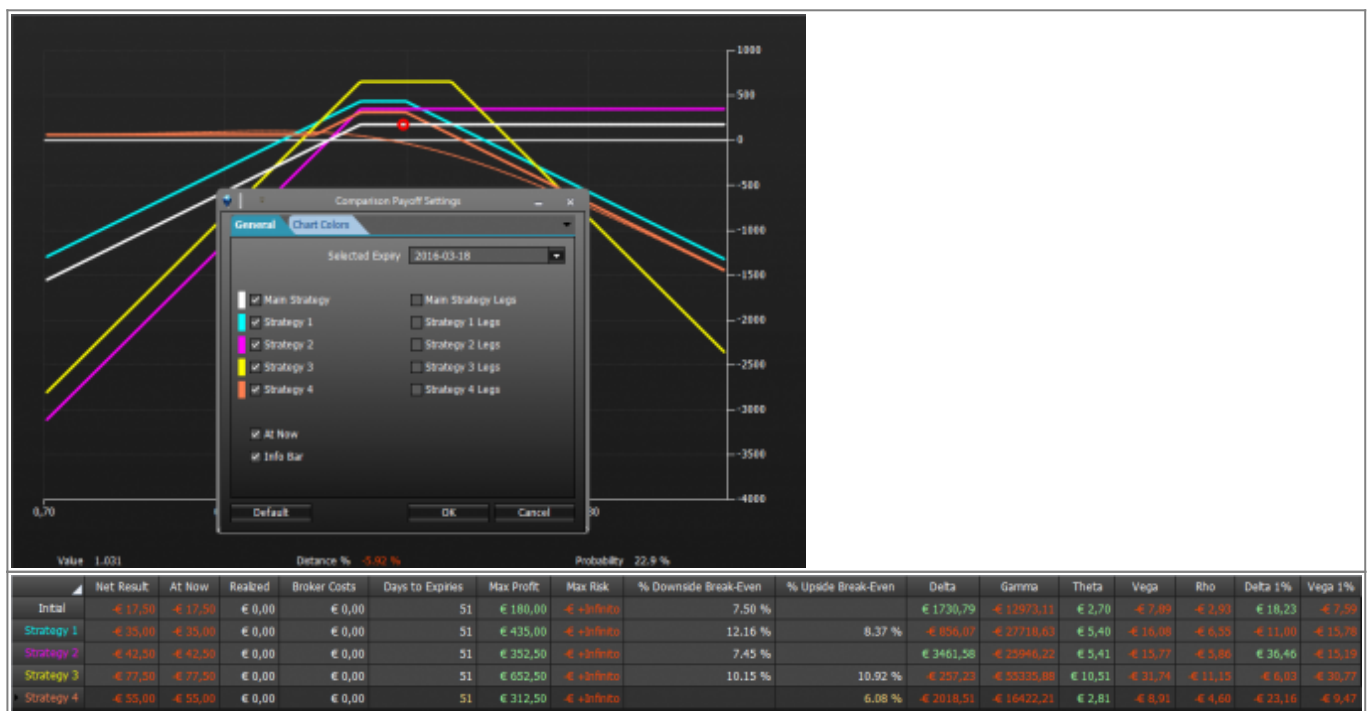 1000
500
0
-500
Comparison Payoff Settings
General Chart Colors
-1000
Selected Expiry 2016-03-18
-1500
Main Strategy Main Strategy Legs
Strategy 1 Strategy 1 Legs
-2000
Strategy 2 Strategy 2 Legs
Strategy 3 Strategy 3 Legs
-2500
Strategy 4 Strategy 4 Legs
-3000
At Now
Info Bar
-3500
-4000
0,70
Default OK Cancel
Value 1.031 Distance % -5.92 % Probability 22.9 %
Net Result At Now Realized Broker Costs Days to Expiries Max Profit Max Risk % Downside Break-Even % Upside Break-Even Delta Gamma Theta Vega Rho Delta 1% Vega 1%
Initial -€ 17,50 -€ 17,50 € 0,00 € 0,00 51 € 180,00 -€ +Infinito 7.50 % € 1730,79 -€ 12973,11 € 2,70 -€ 7,89 -€ 2,93 € 18,23 -€ 7,59
Strategy 1 -€ 35,00 -€ 35,00 € 0,00 € 0,00 51 € 435,00 -€ +Infinito 12.16 % 8.37 % -€ 856,07 -€ 27718,63 € 5,40 -€ 16,08 -€ 6,55 -€ 11,00 -€ 15,78
Strategy 2 -€ 42,50 -€ 42,50 € 0,00 € 0,00 51 € 352,50 -€ +Infinito 7.45 % € 3461,58 -€ 25946,22 € 5,41 -€ 15,77 -€ 5,86 € 36,46 -€ 15,19
Strategy 3 -€ 77,50 -€ 77,50 € 0,00 € 0,00 51 € 652,50 -€ +Infinito 10.15 % 10.92 % -€ 257,23 -€ 55335,88 € 10,51 -€ 31,74 -€ 11,15 -€ 6,03 -€ 30,77
Strategy 4 -€ 55,00 -€ 55,00 € 0,00 € 0,00 51 € 312,50 -€ +Infinito 6.08 % -€ 2018,51 -€ 16422,21 € 2,81 -€ 8,91 -€ 4,60 -€ 23,16 -€ 9,47